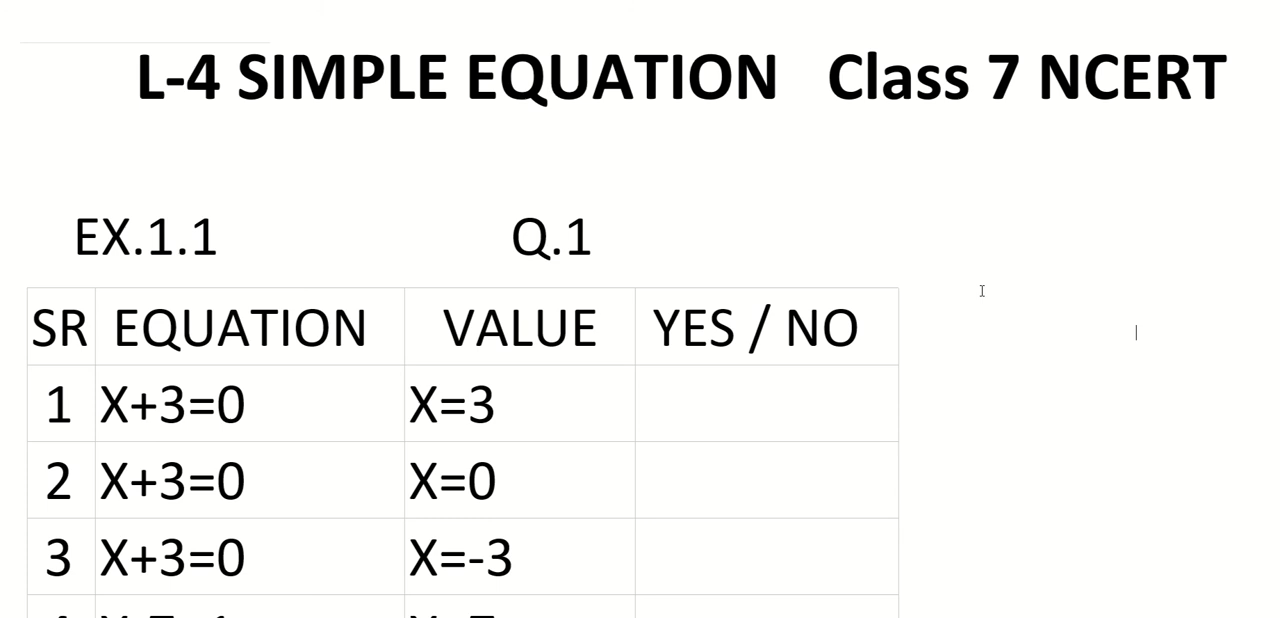 L-4 SIMPLE EQUATION Class 7 NCERT
EX.1.1 Q.1
SR EQUATION VALUE YES / NO
1 X+3=0 X=3
2 X+3=0 X=0
3 X+3=0 X=-3